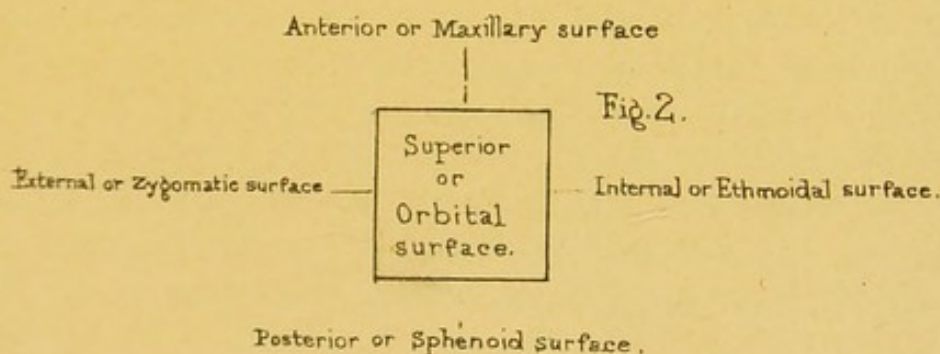 Anterior or Maxillary surface
Fig. 2.
Superior
or
Orbital
surface.
External or Zygomatic surface
Internal or Ethmoidal surface.
Posterior or Sphenoid surface.